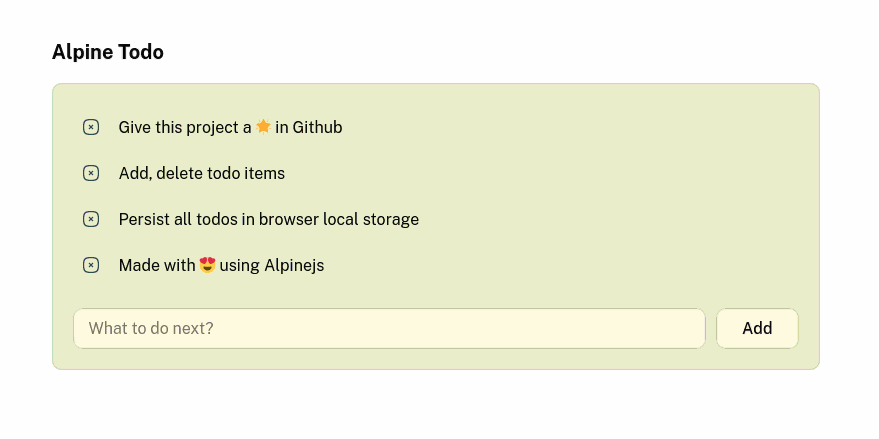 Alpine Todo
Give this project a ⭐ in Github
Add, delete todo items
Persist all todos in browser local storage
Made with 😍 using Alpinejs
What to do next?
Add